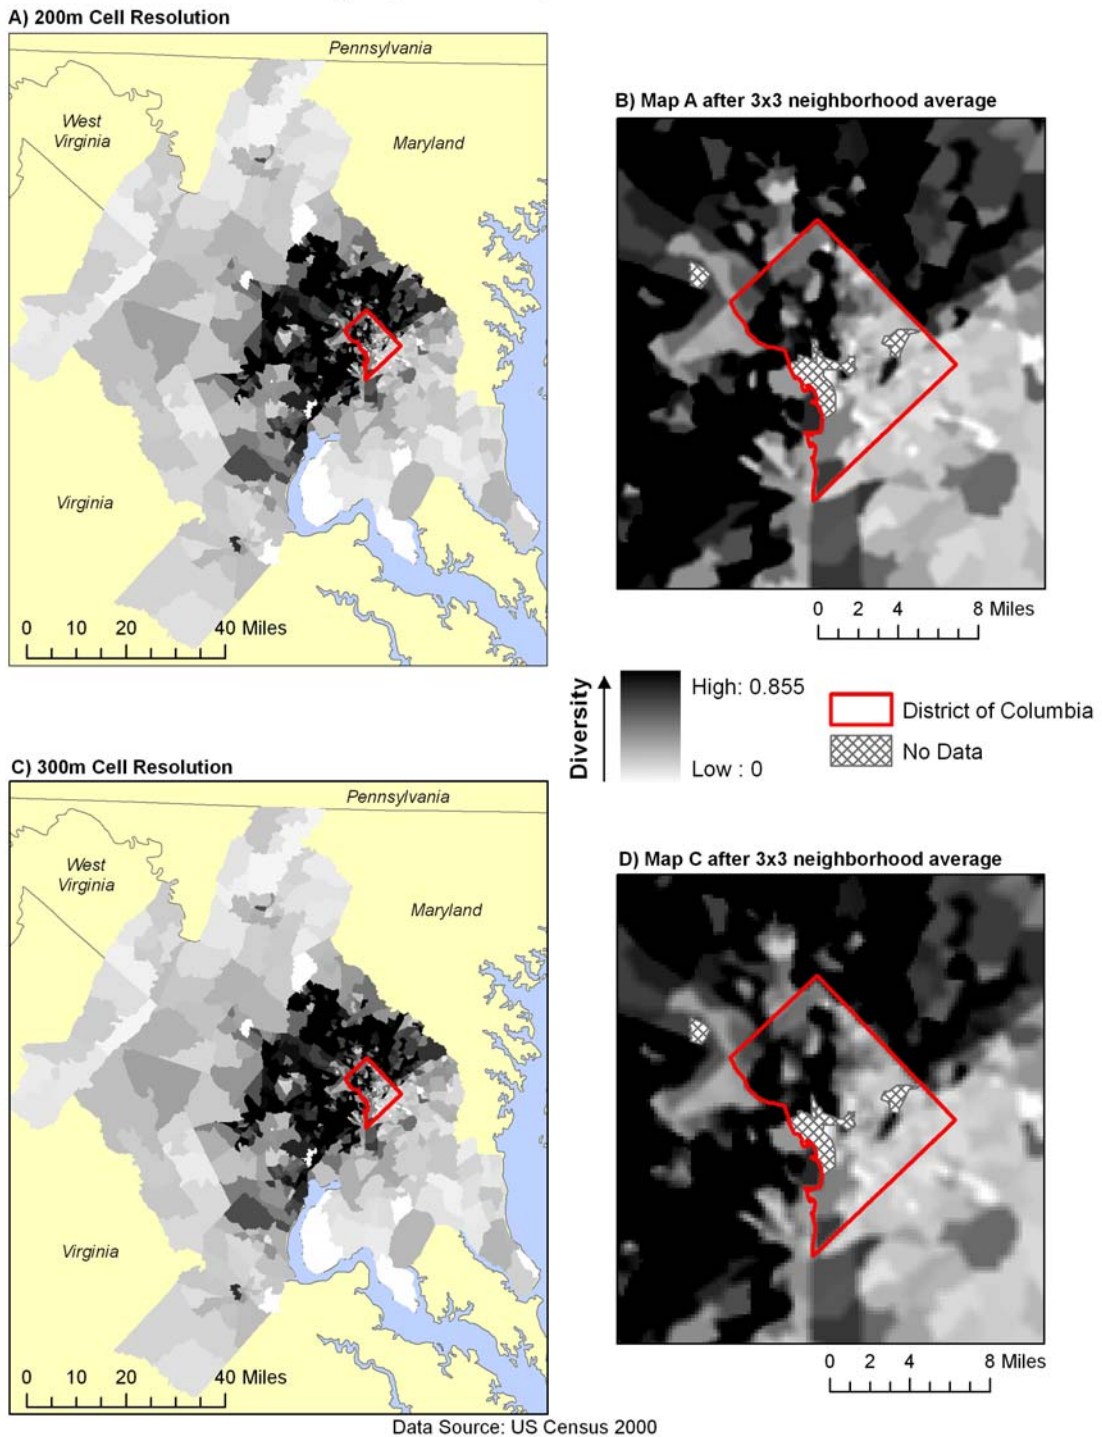 A) 200m Cell Resolution
Pennsylvania
West
Virginia
Maryland
Virginia
0 10 20 40 Miles
B) Map A after 3x3 neighborhood average
0 2 4 8 Miles
Diversity
High: 0.855
Low : 0
District of Columbia
No Data
C) 300m Cell Resolution
Pennsylvania
West
Virginia
Maryland
Virginia
0 10 20 40 Miles
D) Map C after 3x3 neighborhood average
0 2 4 8 Miles
Data Source: US Census 2000